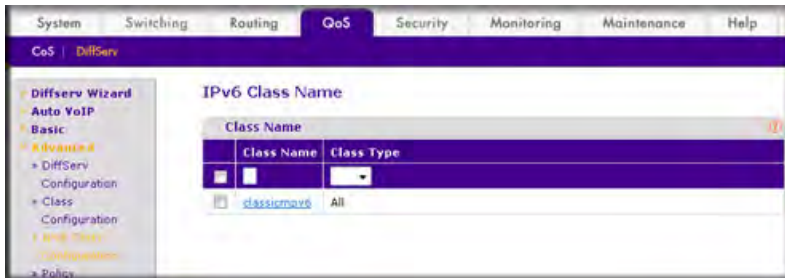 System Switching Routing QoS Security Monitoring Maintenance Help
CoS | DiffServ
Diffserv Wizard
Auto VoIP
Basic
Advanced
» DiffServ
Configuration
» Class
Configuration
» Policy
IPv6 Class Name
Class Name
Class Name Class Type
classicmpv6 All